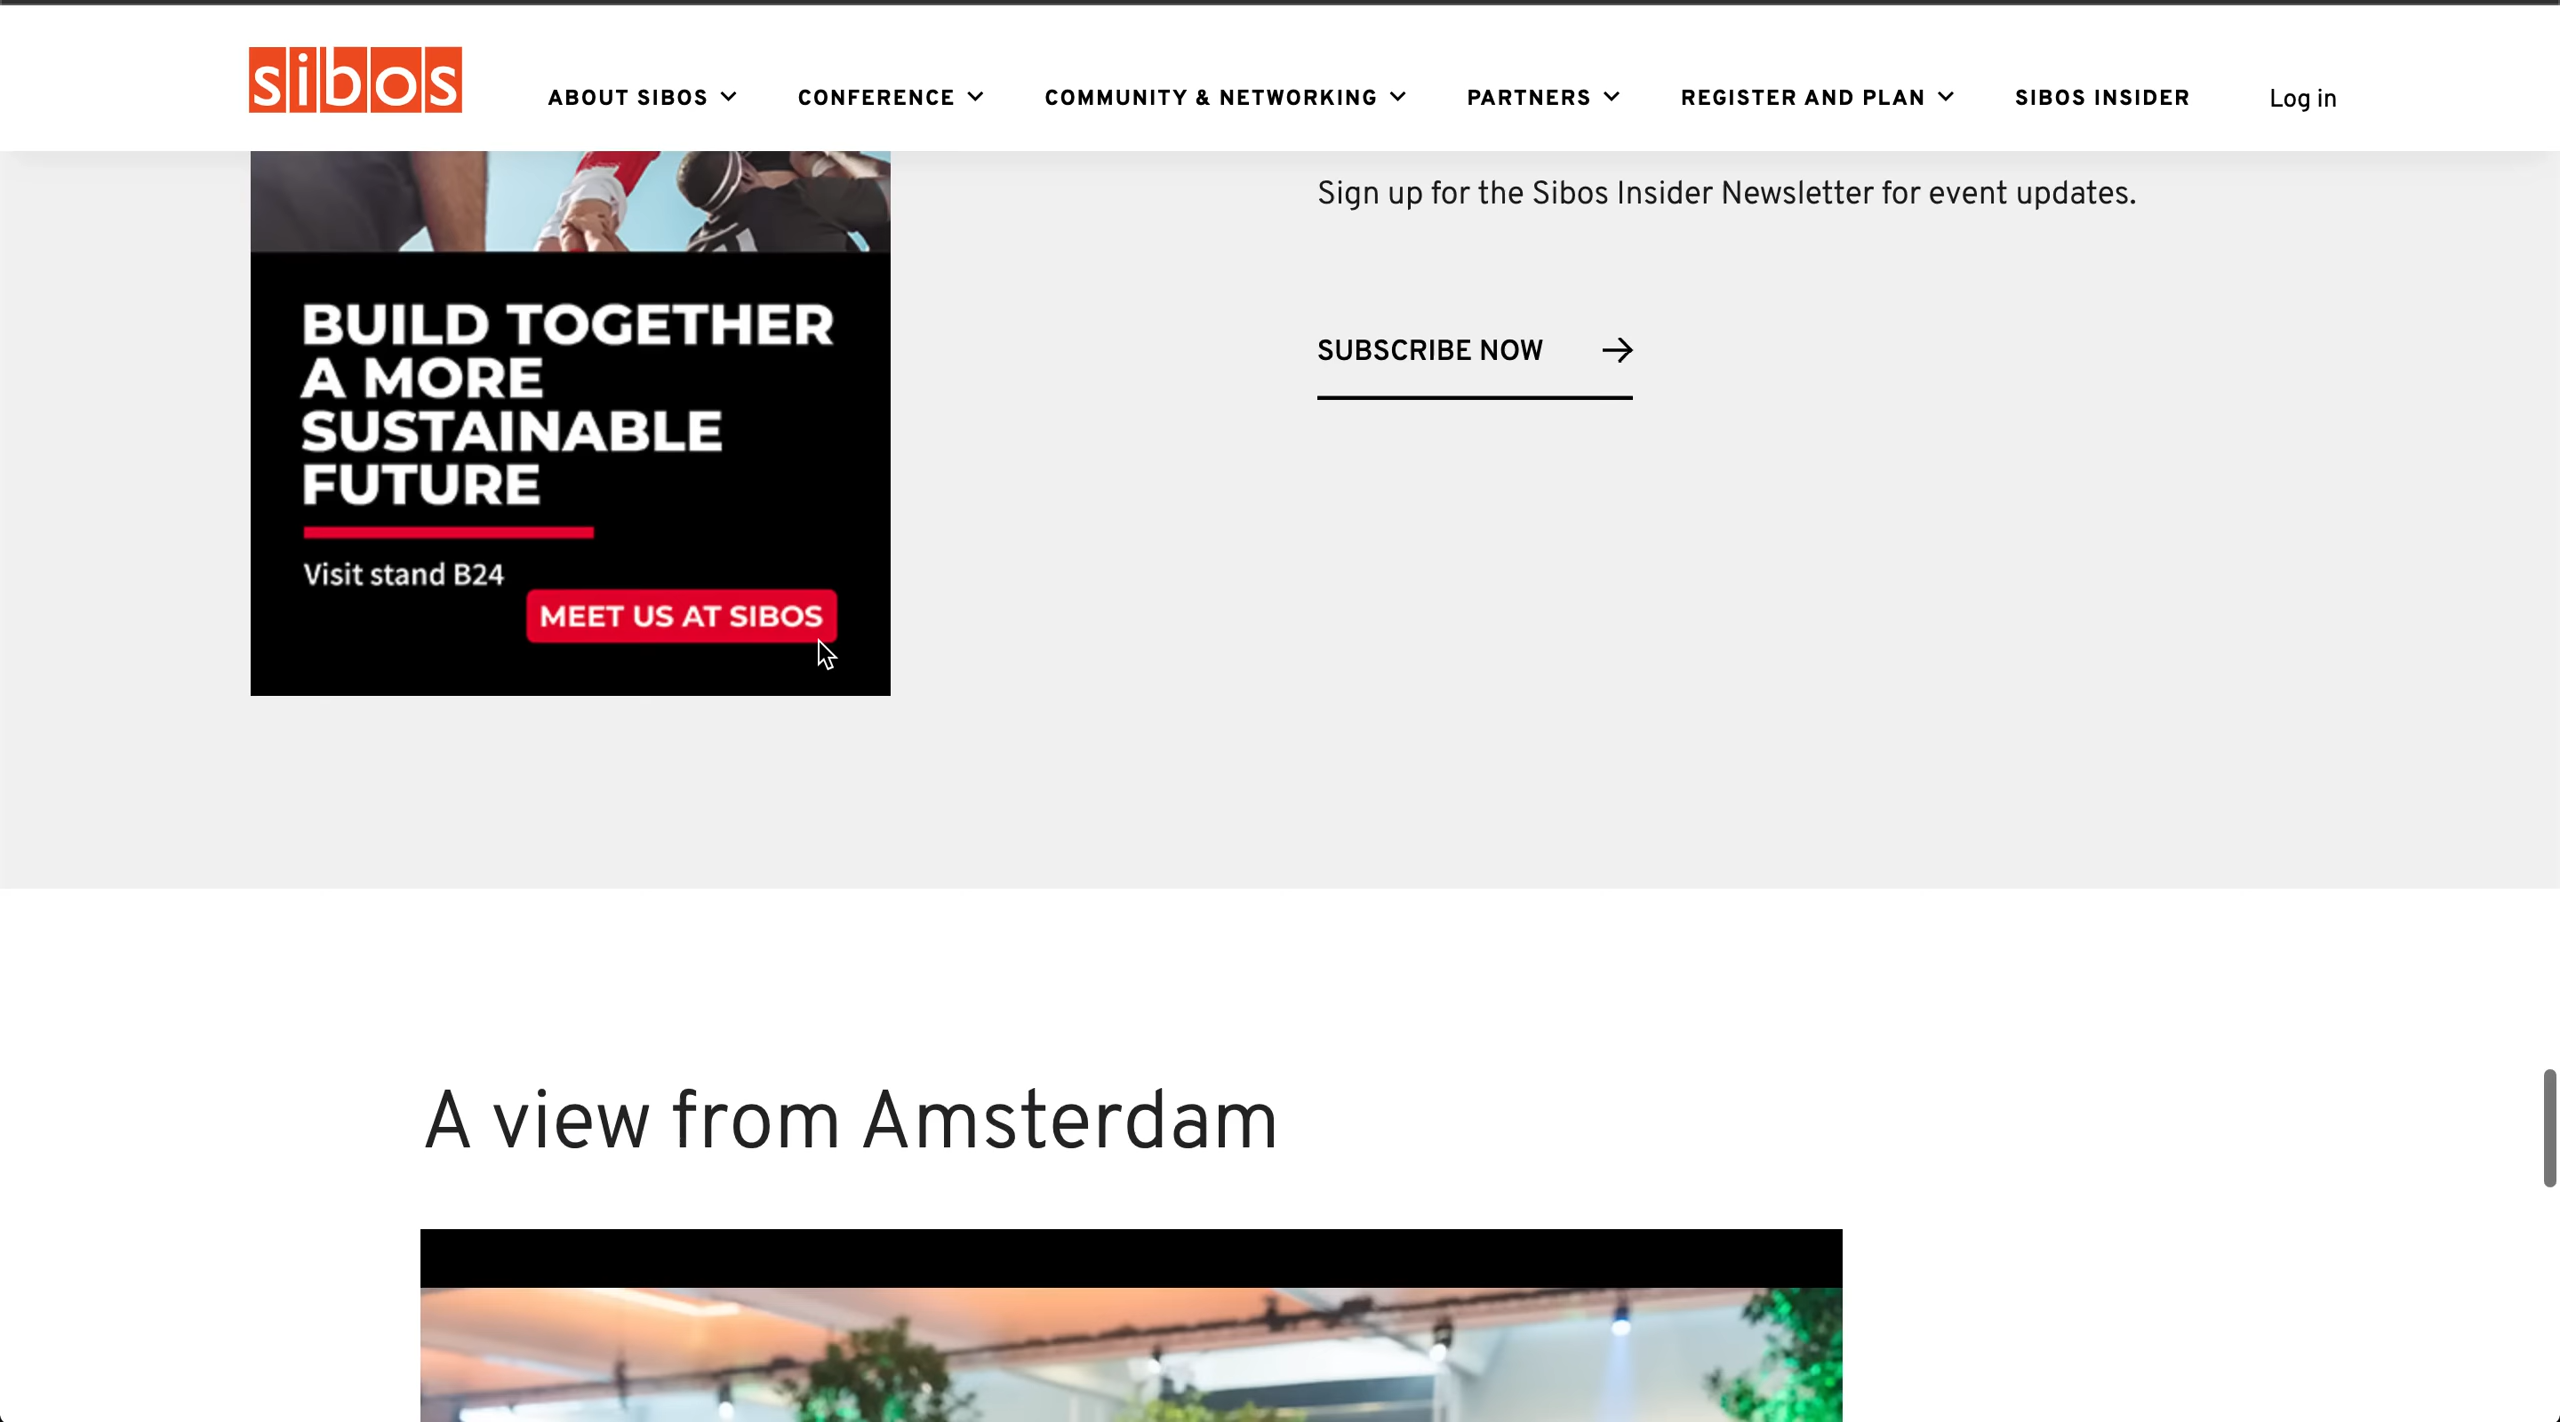 sibos
ABOUT SIBOS
CONFERENCE
COMMUNITY & NETWORKING
PARTNERS
REGISTER AND PLAN
SIBOS INSIDER
Log in
Sign up for the Sibos Insider Newsletter for event updates.
SUBSCRIBE NOW
BUILD TOGETHER
A MORE
SUSTAINABLE
FUTURE
Visit stand B24
MEET US AT SIBOS
A view from Amsterdam